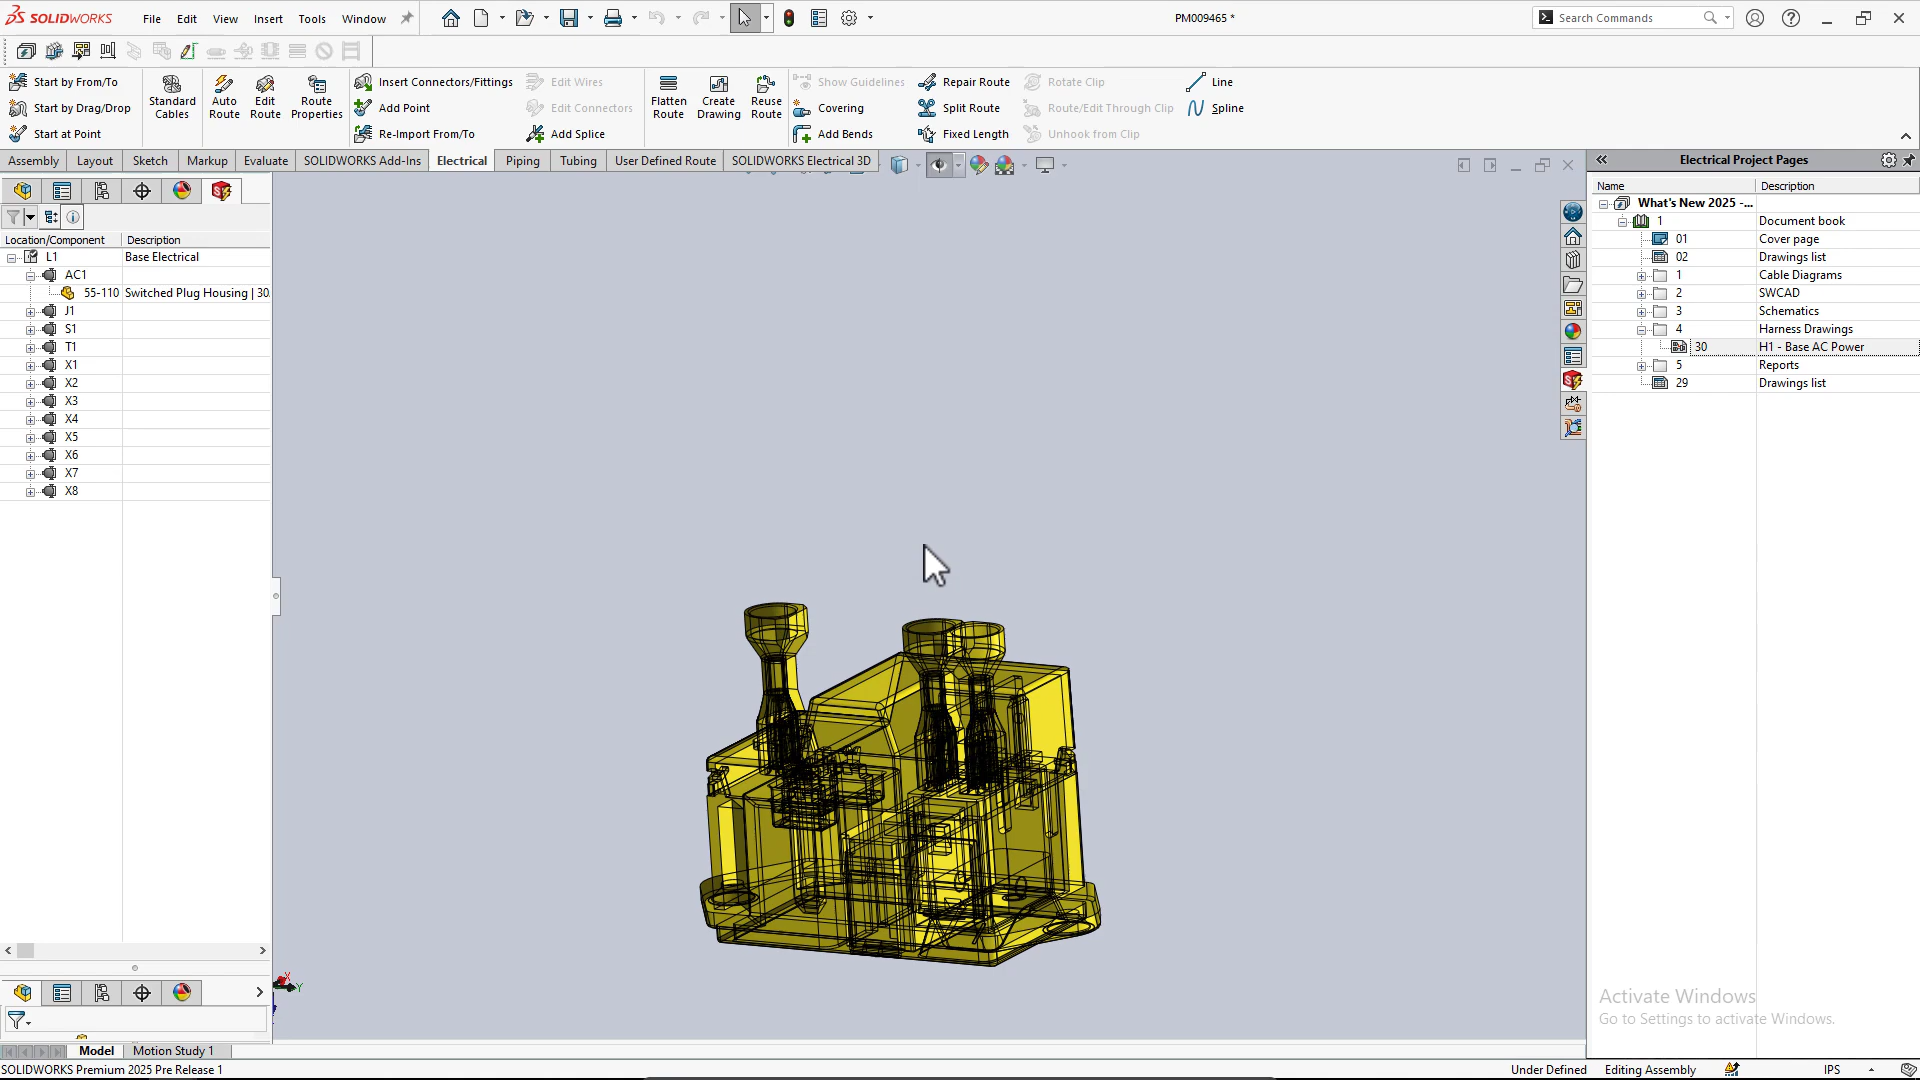 SOLIDWORKS
File Edit View Insert Tools Window
PM009465 *
Search Commands
Start by From/To
Start by Drag/Drop
Start at Point
Standard Cables
Auto Route
Edit Route
Route Properties
Insert Connectors/Fittings
Add Point
Re-Import From/To
Edit Wires
Edit Connectors
Add Splice
Flatten Route
Create Drawing
Reuse Route
Show Guidelines
Covering
Add Bends
Repair Route
Split Route
Fixed Length
Rotate Clip
Route/Edit Through Clip
Unhook from Clip
Line
Spline
Assembly Layout Sketch Markup Evaluate SOLIDWORKS Add-Ins Electrical Piping Tubing User Defined Route SOLIDWORKS Electrical 3D
Location/Component Description
L1 Base Electrical
AC1
55-110 Switched Plug Housing | 30
J1
S1
T1
X1
X2
X3
X4
X5
X6
X7
X8
X
Y
Electrical Project Pages
Name Description
What's New 2025 -...
1 Document book
01 Cover page
02 Drawings list
1 Cable Diagrams
2 SWCAD
3 Schematics
4 Harness Drawings
30 H1 - Base AC Power
5 Reports
29 Drawings list
Activate Windows
Go to Settings to activate Windows.
Model Motion Study 1
SOLIDWORKS Premium 2025 Pre Release 1
Under Defined Editing Assembly IPS